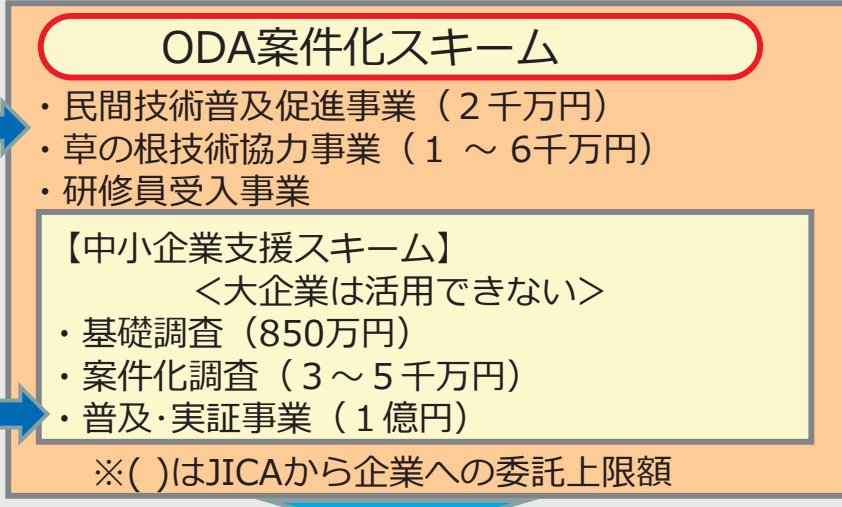 ODA案件化スキーム
・民間技術普及促進事業（２千万円）
・草の根技術協力事業（１ ～ 6千万円）
・研修員受入事業
【中小企業支援スキーム】
＜大企業は活用できない＞
・基礎調査（850万円）
・案件化調査（３～５千万円）
・普及･実証事業（１億円）
※( )はJICAから企業への委託上限額